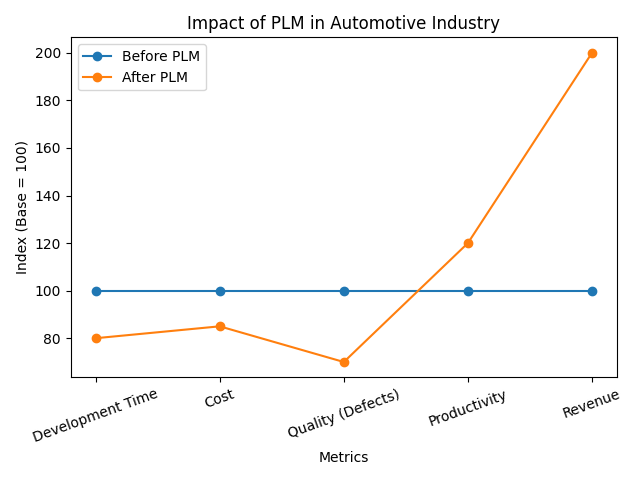 Impact of PLM in Automotive Industry
Before PLM
After PLM
200
180
160
140
120
100
80
Index (Base = 100)
Development Time
Cost
Quality (Defects)
Productivity
Revenue
Metrics